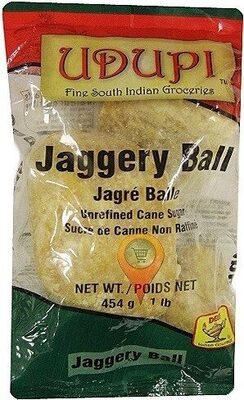 UDUPI™
Fine South Indian Groceries
Jaggery Ball
Jagré Balle
Unrefined Cane Sugar
Sucre de Canne Non Raffiné
NET WT. / POIDS NET
454 g 1 lb
Jaggery Ball